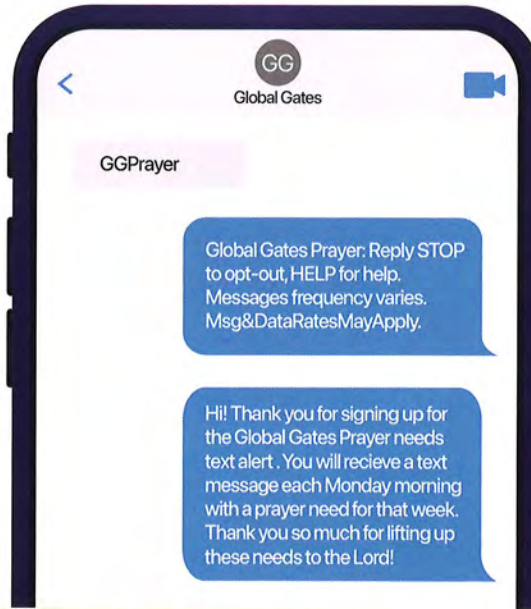 GG
Global Gates
GGPrayer
Global Gates Prayer: Reply STOP
to opt-out, HELP for help.
Messages frequency varies.
Msg&DataRatesMayApply.
Hi! Thank you for signing up for
the Global Gates Prayer needs
text alert . You will recieve a text
message each Monday morning
with a prayer need for that week.
Thank you so much for lifting up
these needs to the Lord!